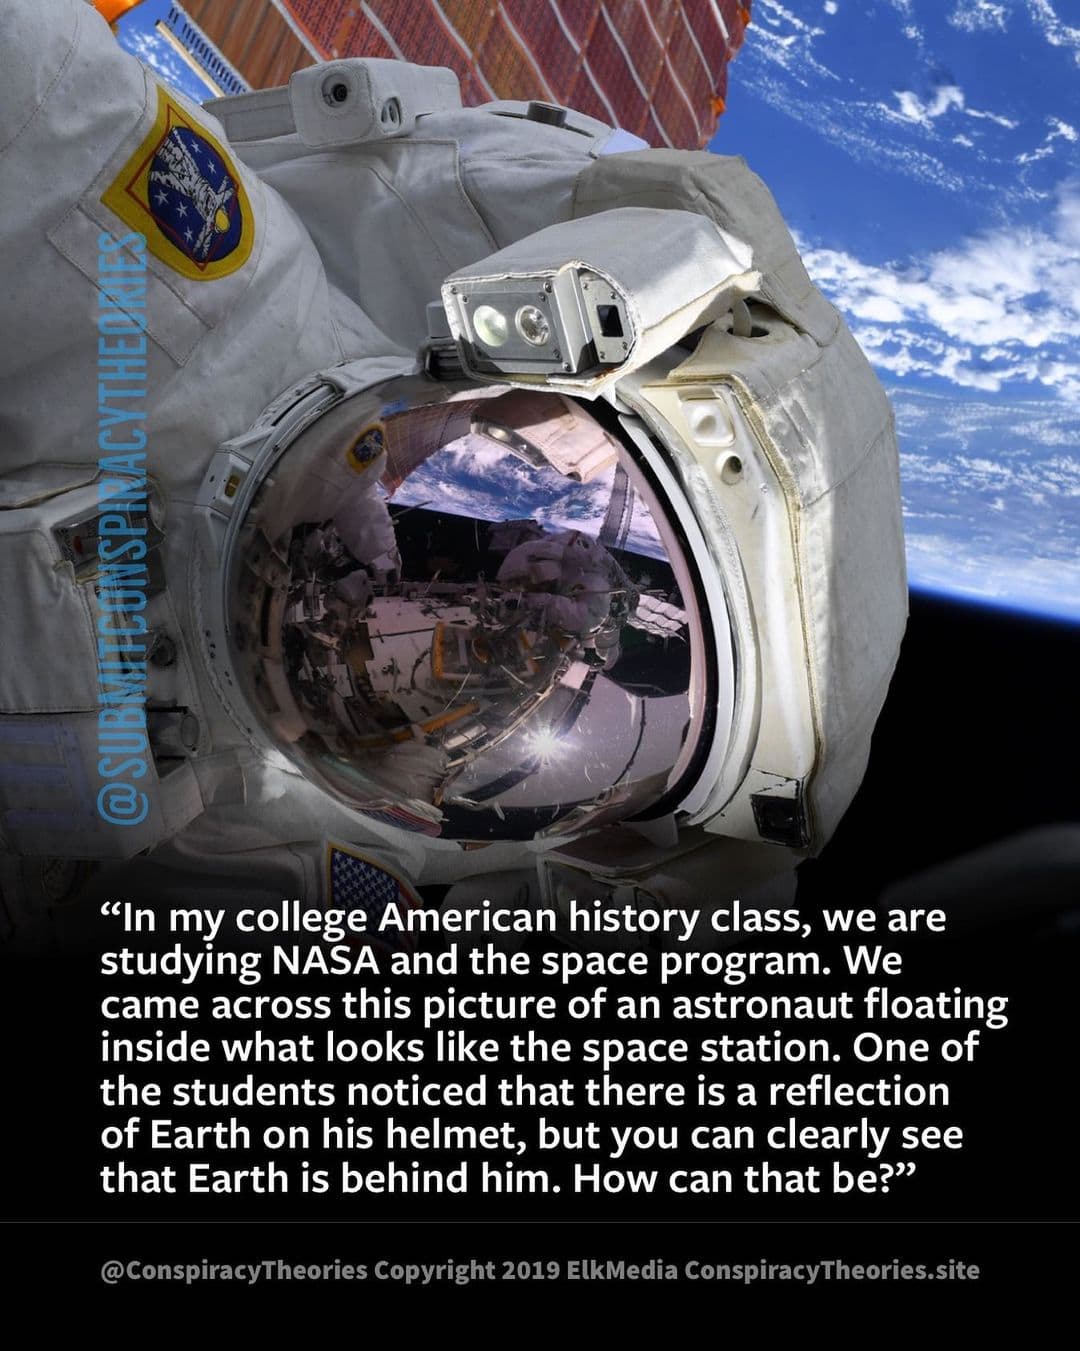 @SUBMITCONSPIRACYTHEORIES
“In my college American history class, we are
studying NASA and the space program. We
came across this picture of an astronaut floating
inside what looks like the space station. One of
the students noticed that there is a reflection
of Earth on his helmet, but you can clearly see
that Earth is behind him. How can that be?”
@ConspiracyTheories Copyright 2019 ElkMedia ConspiracyTheories.site